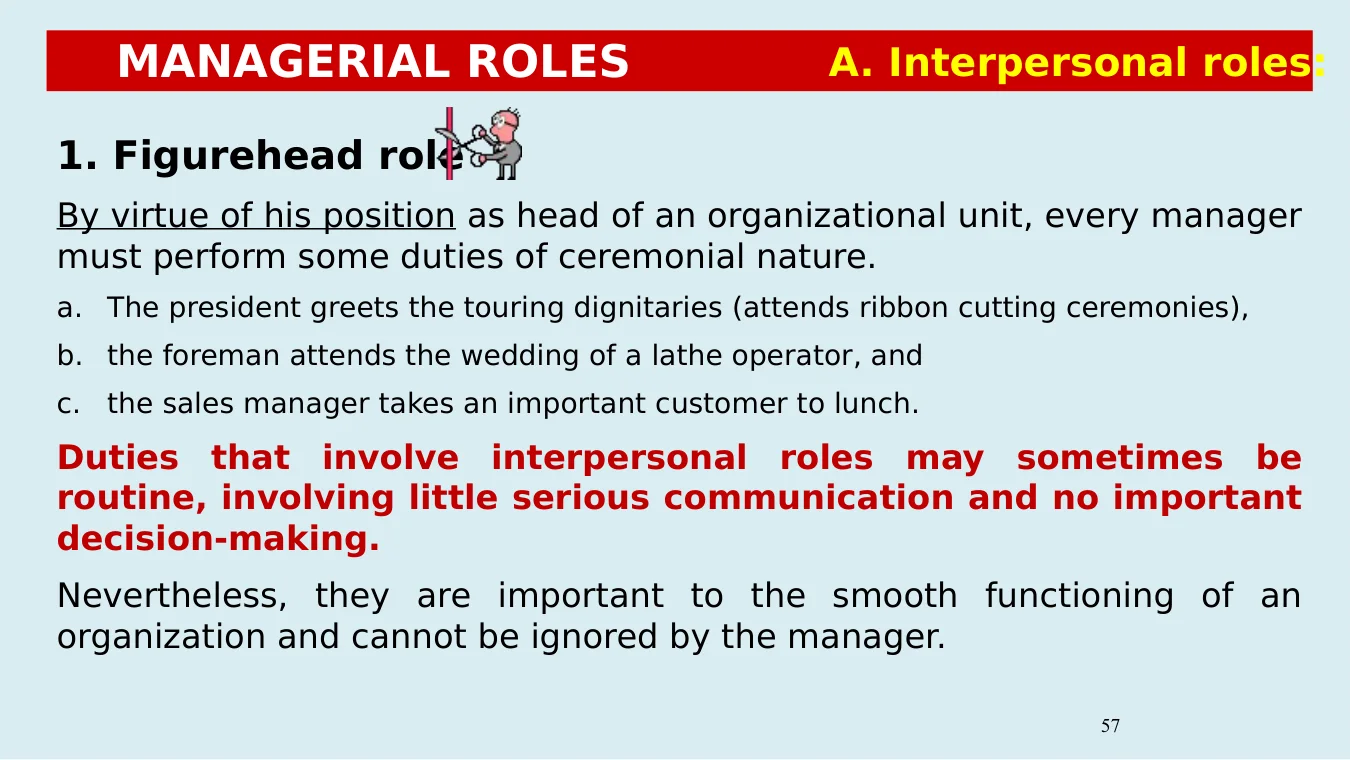 MANAGERIAL ROLES A. Interpersonal roles:
1. Figurehead role
By virtue of his position as head of an organizational unit, every manager
must perform some duties of ceremonial nature.
a. The president greets the touring dignitaries (attends ribbon cutting ceremonies),
b. the foreman attends the wedding of a lathe operator, and
c. the sales manager takes an important customer to lunch.
Duties that involve interpersonal roles may sometimes be
routine, involving little serious communication and no important
decision-making.
Nevertheless, they are important to the smooth functioning of an
organization and cannot be ignored by the manager.
57